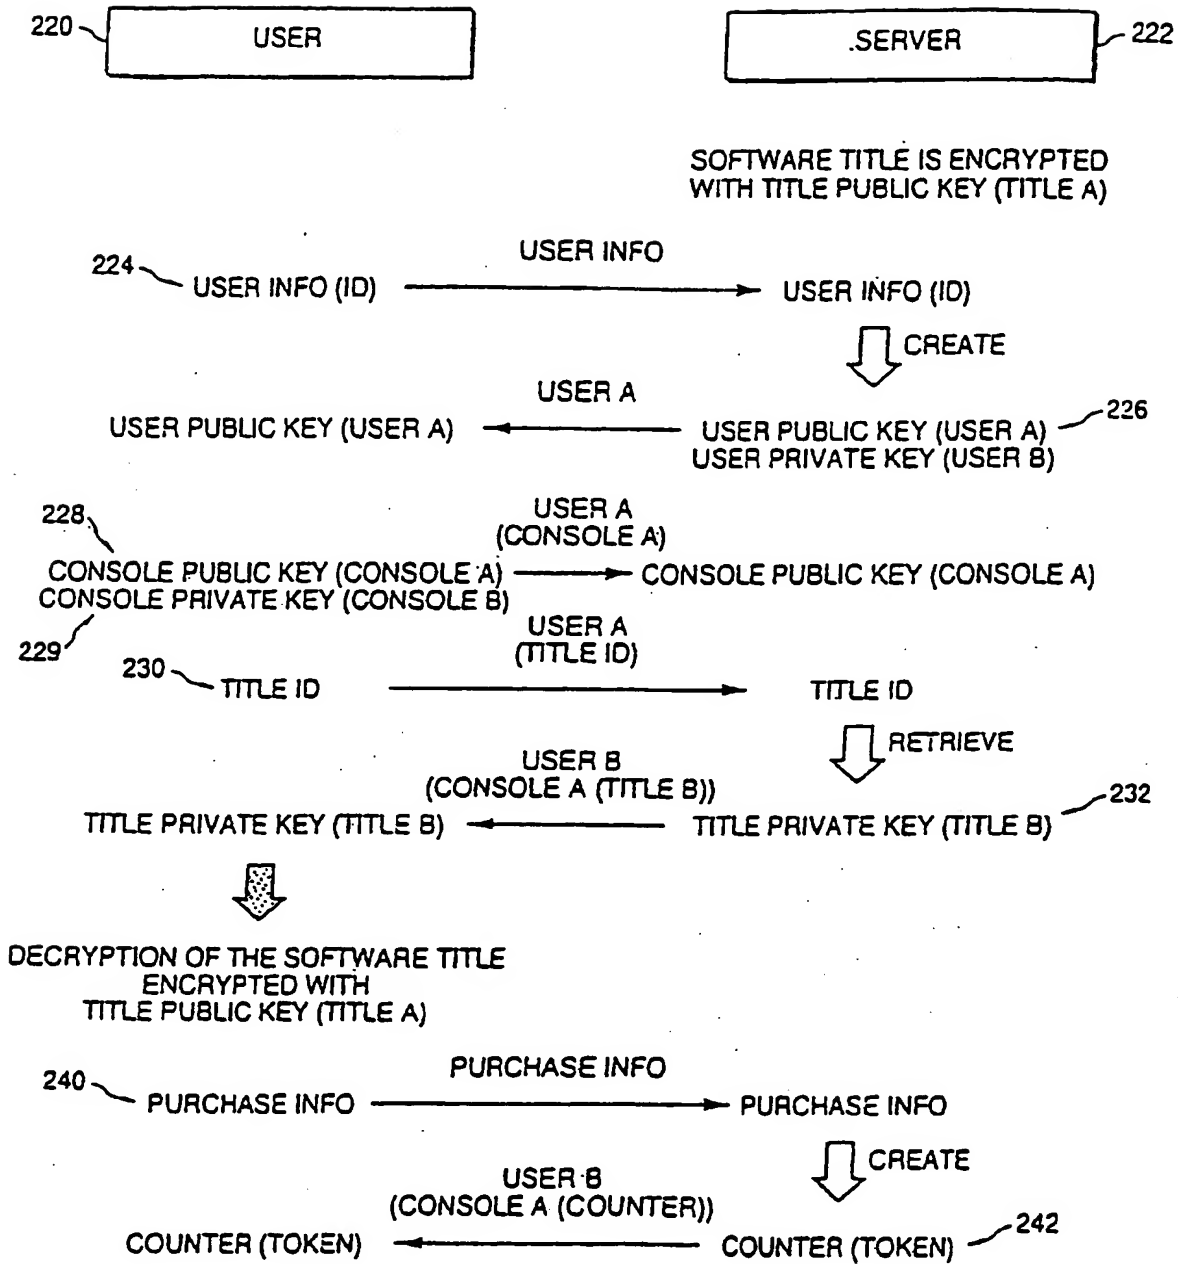 220
USER
.SERVER
222
SOFTWARE TITLE IS ENCRYPTED
WITH TITLE PUBLIC KEY (TITLE A)
224
USER INFO
USER INFO (ID)
USER INFO (ID)
CREATE
USER A
226
USER PUBLIC KEY (USER A)
USER PUBLIC KEY (USER A)
USER PRIVATE KEY (USER B)
228
USER A
(CONSOLE A)
CONSOLE PUBLIC KEY (CONSOLE A)
CONSOLE PUBLIC KEY (CONSOLE A)
CONSOLE PRIVATE KEY (CONSOLE B)
229
USER A
(TITLE ID)
230
TITLE ID
TITLE ID
RETRIEVE
USER B
(CONSOLE A (TITLE B))
232
TITLE PRIVATE KEY (TITLE B)
TITLE PRIVATE KEY (TITLE B)
DECRYPTION OF THE SOFTWARE TITLE
ENCRYPTED WITH
TITLE PUBLIC KEY (TITLE A)
240
PURCHASE INFO
PURCHASE INFO
PURCHASE INFO
CREATE
USER B
(CONSOLE A (COUNTER))
242
COUNTER (TOKEN)
COUNTER (TOKEN)